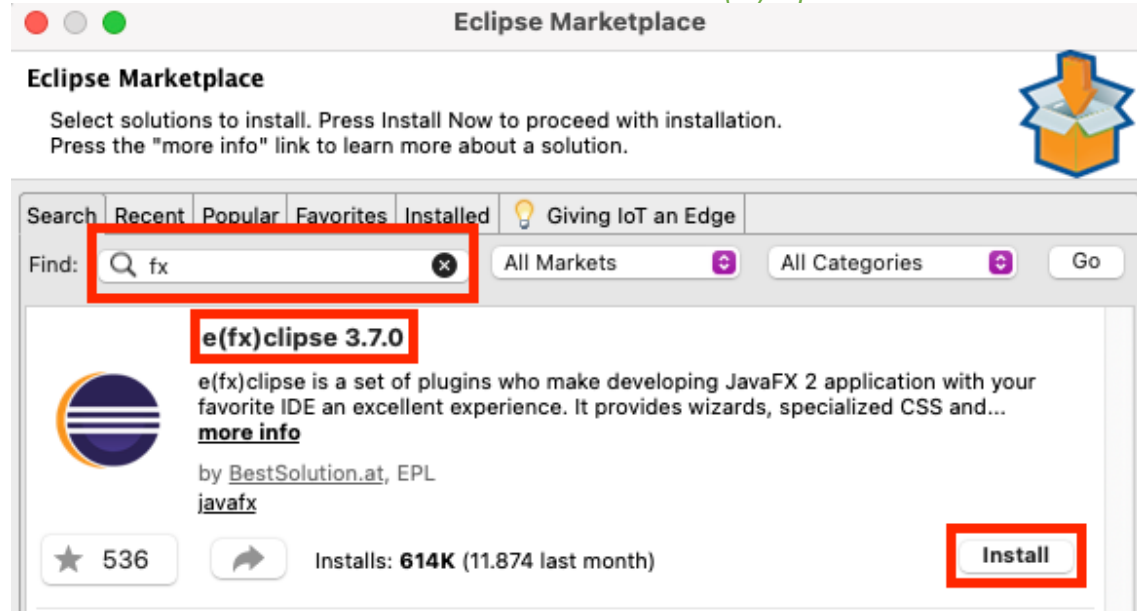 Eclipse Marketplace
Eclipse Marketplace
Select solutions to install. Press Install Now to proceed with installation.
Press the "more info" link to learn more about a solution.
Search Recent Popular Favorites Installed Giving IoT an Edge
Find: fx All Markets All Categories Go
e(fx)clipse 3.7.0
e(fx)clipse is a set of plugins who make developing JavaFX 2 application with your
favorite IDE an excellent experience. It provides wizards, specialized CSS and...
more info
by BestSolution.at, EPL
javafx
536 Installs: 614K (11.874 last month) Install